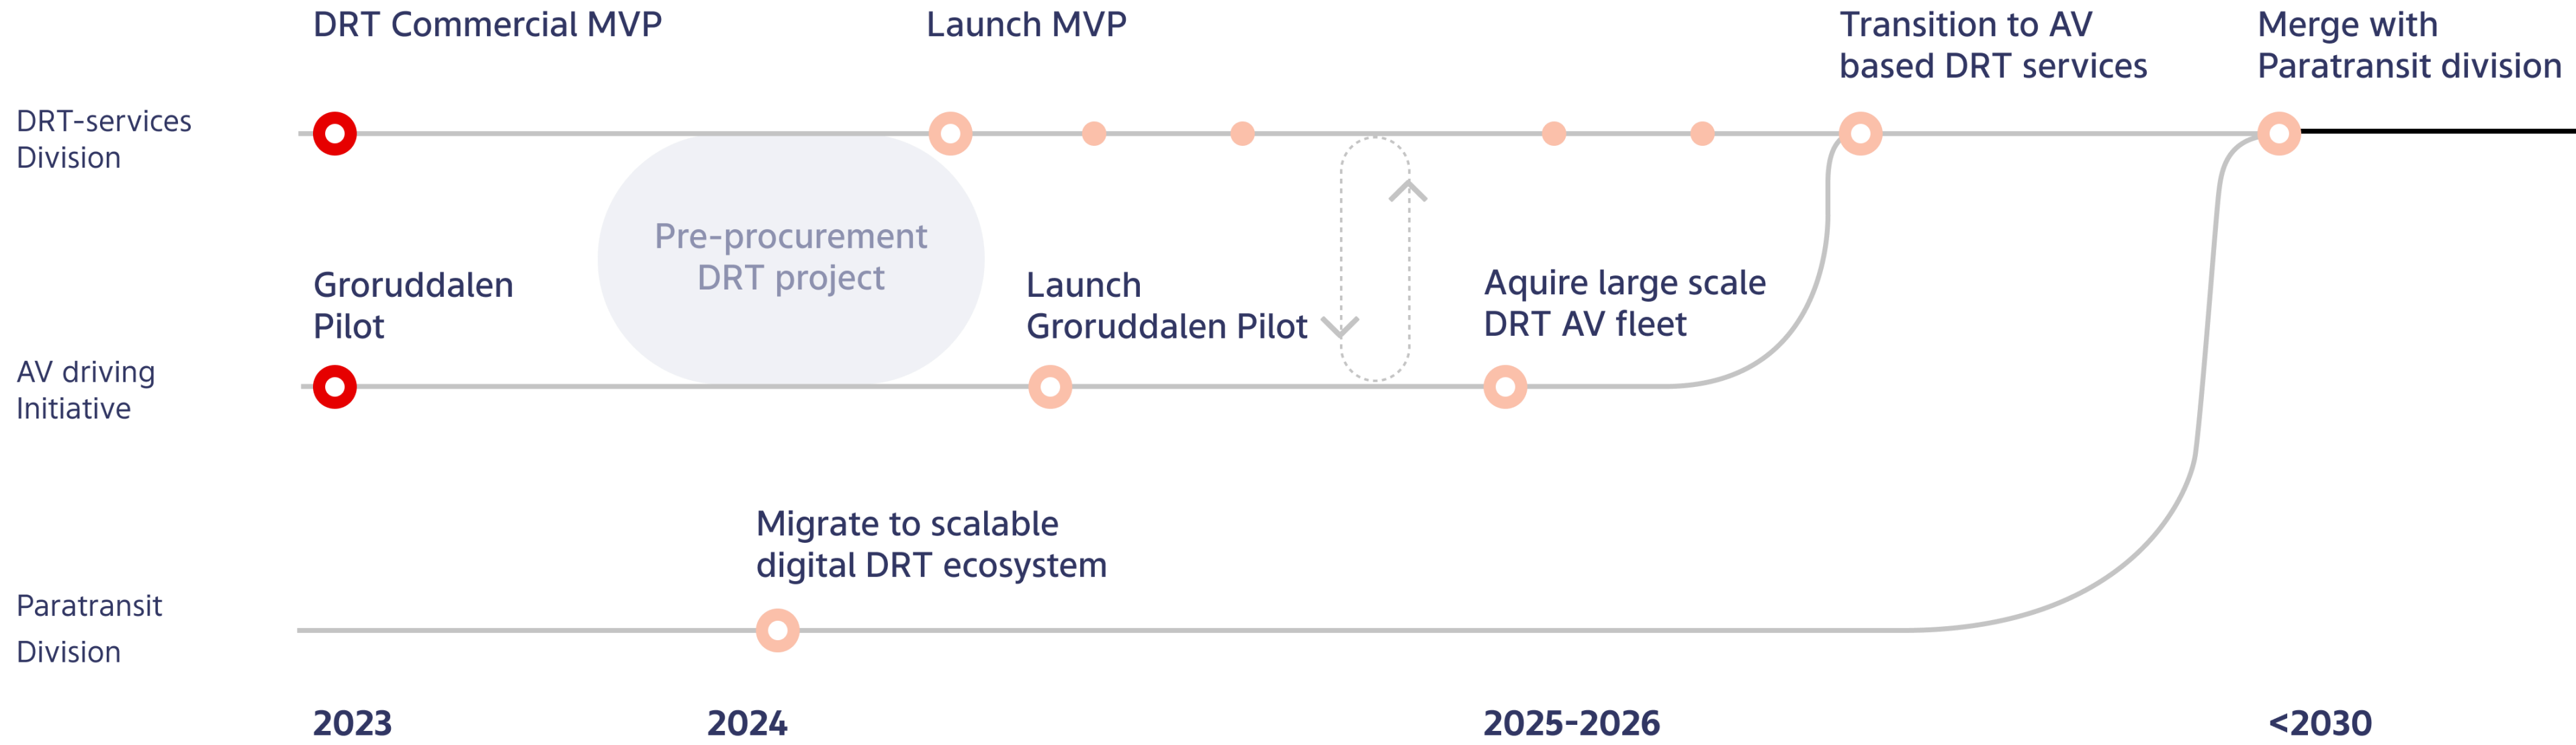 DRT Commercial MVP
Launch MVP
Transition to AV
based DRT services
Merge with
Paratransit division
DRT-services
Division
Pre-procurement
DRT project
Groruddalen
Pilot
Launch
Groruddalen Pilot
Aquire large scale
DRT AV fleet
AV driving
Initiative
Migrate to scalable
digital DRT ecosystem
Paratransit
Division
2023
2024
2025-2026
<2030